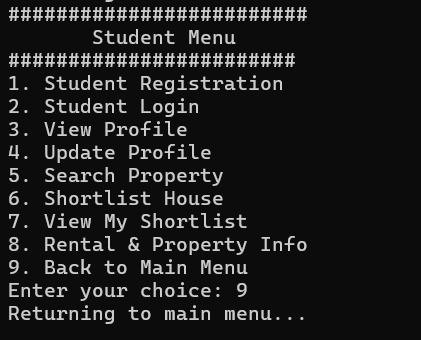 #########################
Student Menu
########################
1. Student Registration
2. Student Login
3. View Profile
4. Update Profile
5. Search Property
6. Shortlist House
7. View My Shortlist
8. Rental & Property Info
9. Back to Main Menu
Enter your choice: 9
Returning to main menu...